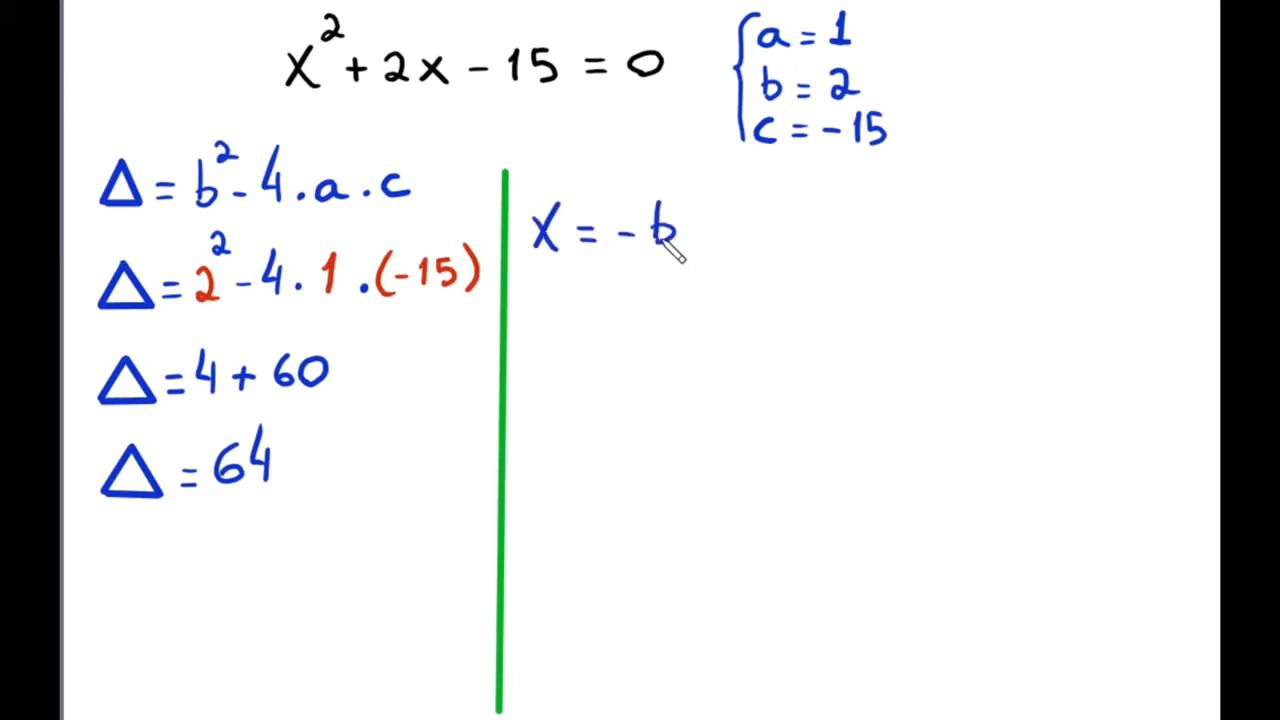 x² + 2x - 15 = 0
a = 1
b = 2
c = -15
Δ = b² - 4 . a . c
Δ = 2² - 4 . 1 . (-15)
Δ = 4 + 60
Δ = 64
x = - b